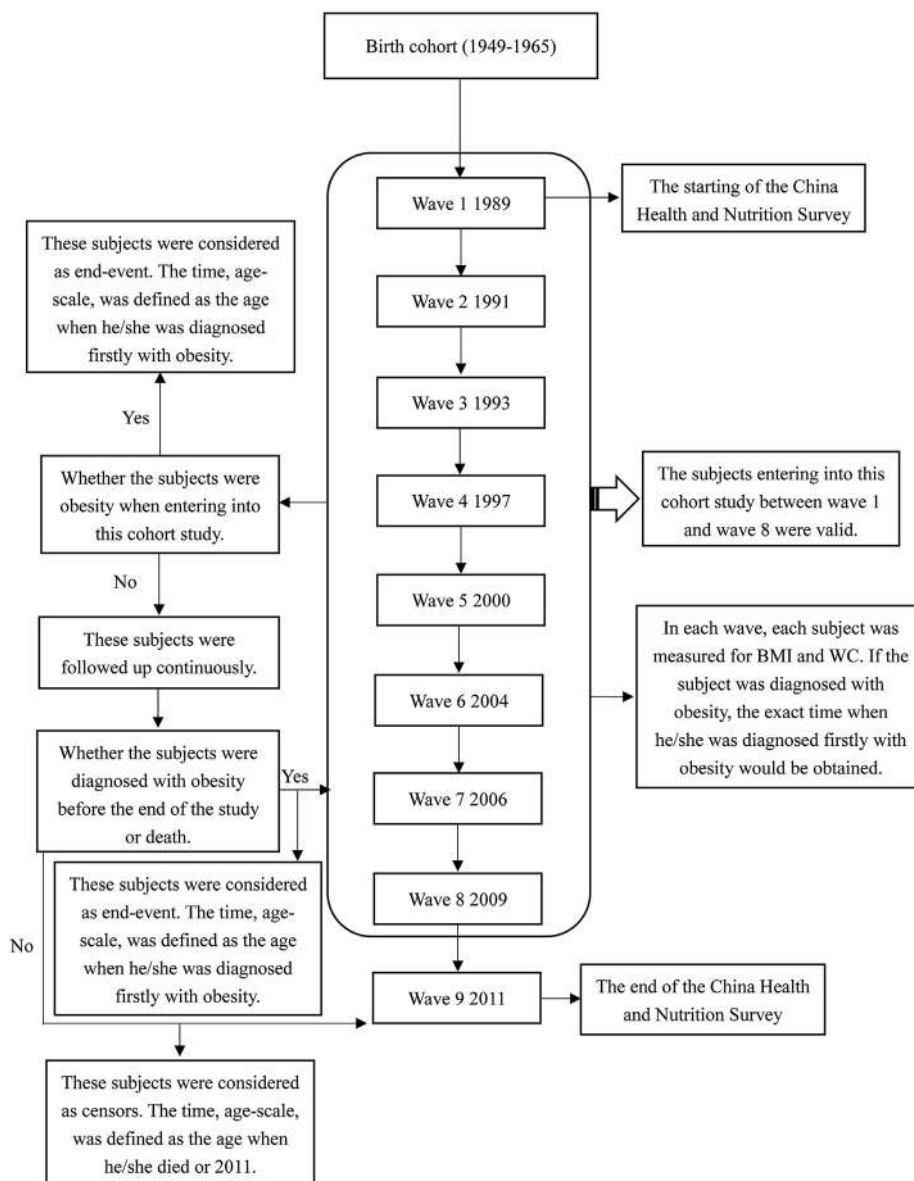 Birth cohort (1949-1965)
Wave 1 1989
The starting of the China
Health and Nutrition Survey
These subjects were considered
as end-event. The time, age-
scale, was defined as the age
when he/she was diagnosed
firstly with obesity.
Wave 2 1991
Yes
Wave 3 1993
Whether the subjects were
obesity when entering into
this cohort study.
Wave 4 1997
The subjects entering into this
cohort study between wave 1
and wave 8 were valid.
No
Wave 5 2000
These subjects were
followed up continuously.
In each wave, each subject was
measured for BMI and WC. If the
subject was diagnosed with
obesity, the exact time when
he/she was diagnosed firstly with
obesity would be obtained.
Wave 6 2004
Whether the subjects were
diagnosed with obesity
before the end of the study
or death.
Yes
Wave 7 2006
These subjects were considered
as end-event. The time, age-
scale, was defined as the age
when he/she was diagnosed
firstly with obesity.
Wave 8 2009
No
Wave 9 2011
The end of the China Health
and Nutrition Survey
These subjects were considered
as censors. The time, age-scale,
was defined as the age when
he/she died or 2011.